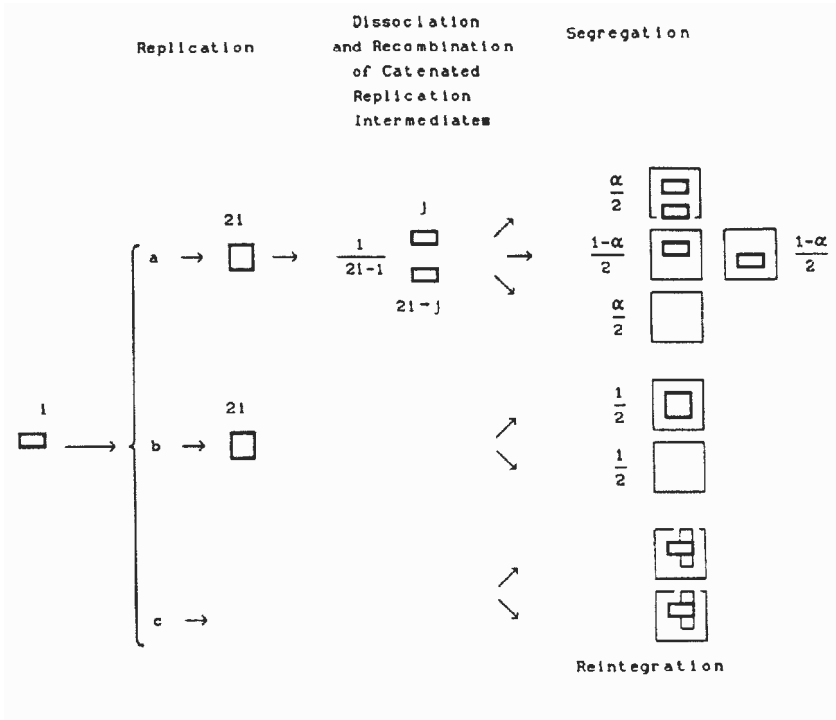 Replication
Dissociation
and Recombination
of Catenated
Replication
Intermediates
Segregation
α/2
2i
j
a
1/2i-1
1-α/2
1-α/2
2i-j
α/2
i
2i
1/2
b
1/2
c
Reintegration